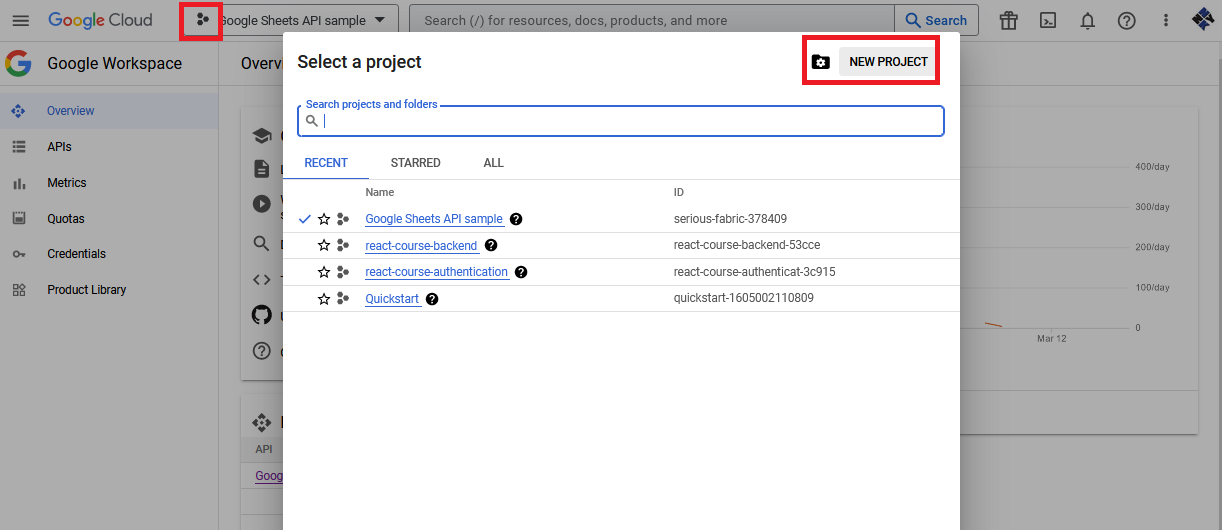 Google Cloud
Google Sheets API sample
Search (/) for resources, docs, products, and more
Search
Google Workspace
Overv
Overview
APIs
Metrics
Quotas
Credentials
Product Library
Select a project
NEW PROJECT
Search projects and folders
RECENT STARRED ALL
Name ID
Google Sheets API sample serious-fabric-378409
react-course-backend react-course-backend-53cce
react-course-authentication react-course-authenticat-3c915
Quickstart quickstart-1605002110809
400/day
300/day
200/day
100/day
0
Mar 12
API
Goog